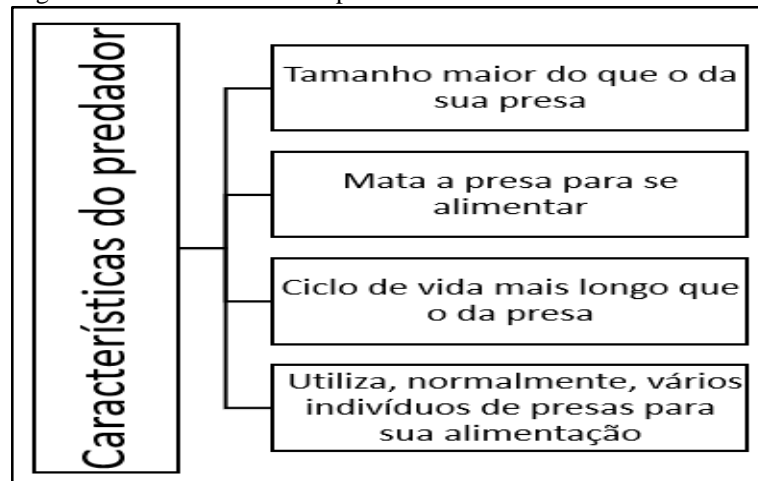 Características do predador
Tamanho maior do que o da
sua presa
Mata a presa para se
alimentar
Ciclo de vida mais longo que
o da presa
Utiliza, normalmente, vários
indivíduos de presas para
sua alimentação